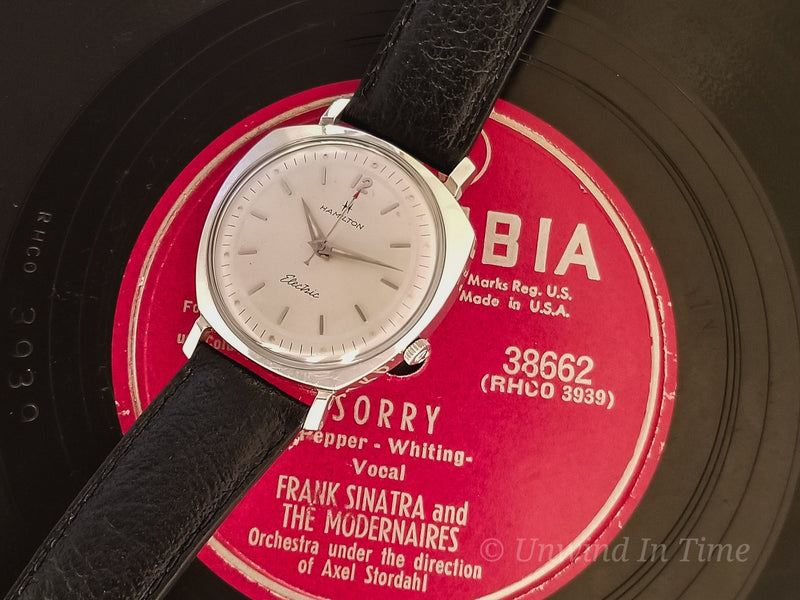 12
HAMILTON
Electric
BIA
Marks Reg. U.S.
Made in U.S.A.
38662
(RHCO 3939)
SORRY
Pepper - Whiting-
Vocal
FRANK SINATRA and
THE MODERNAIRES
Orchestra under the direction
of Axel Stordahl
RHCO 3939
© Unwind In Time